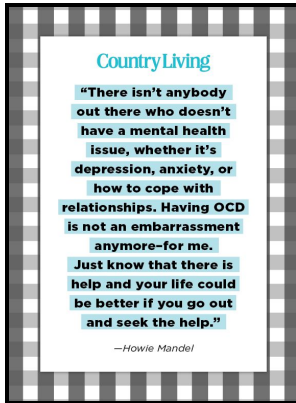 Country Living
“There isn’t anybody
out there who doesn’t
have a mental health
issue, whether it’s
depression, anxiety, or
how to cope with
relationships. Having OCD
is not an embarrassment
anymore–for me.
Just know that there is
help and your life could
be better if you go out
and seek the help.”
—Howie Mandel